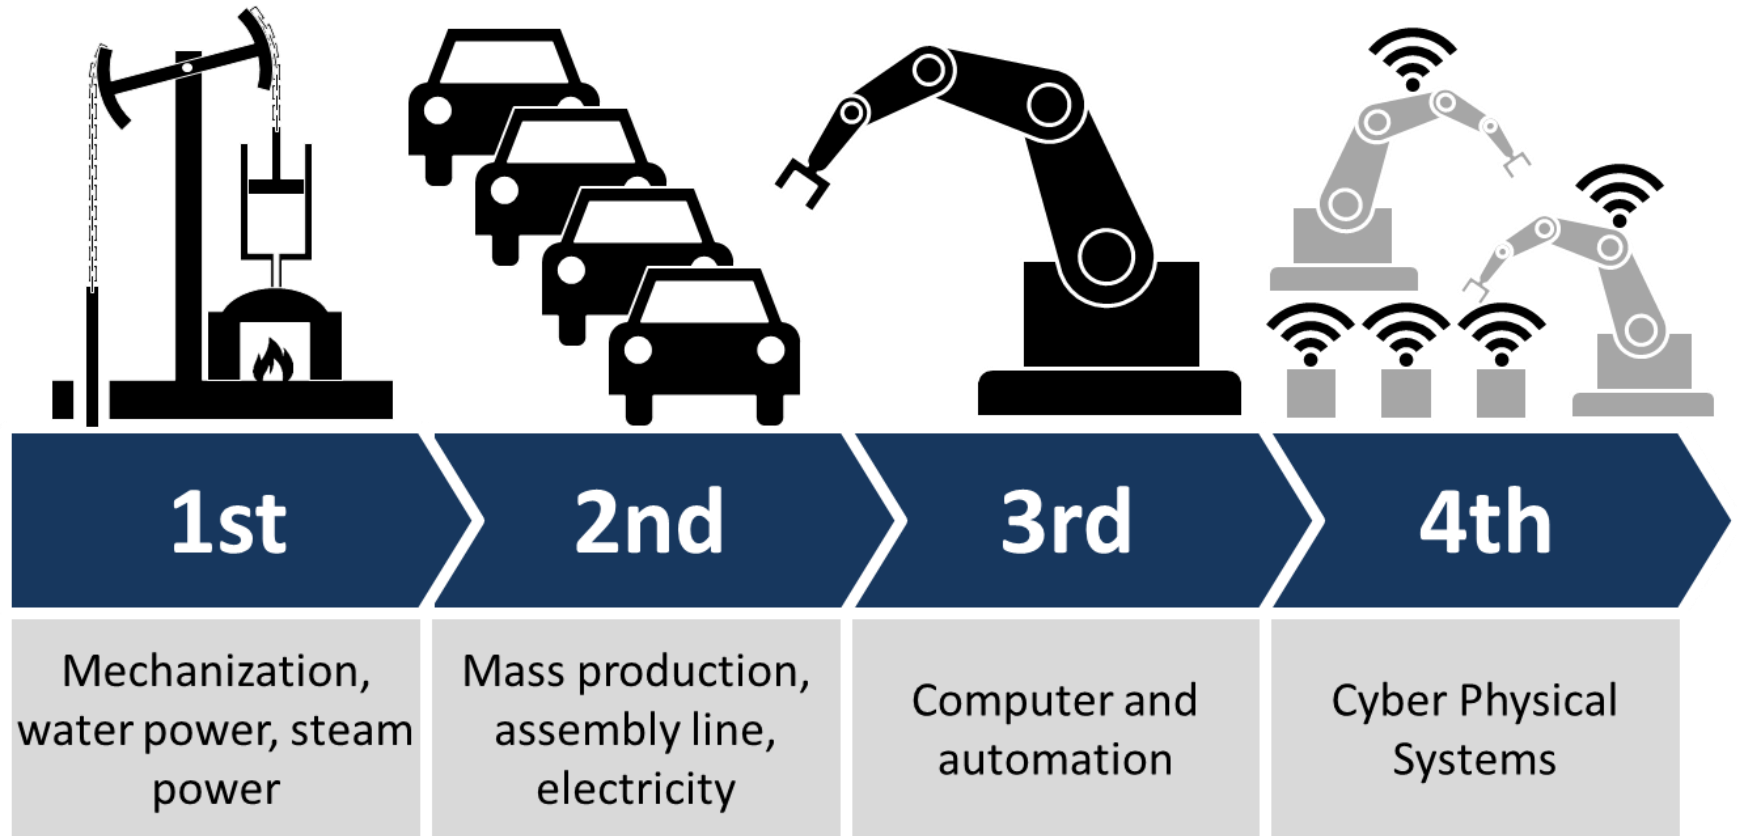 1st
2nd
3rd
4th
Mechanization,
water power, steam
power
Mass production,
assembly line,
electricity
Computer and
automation
Cyber Physical
Systems